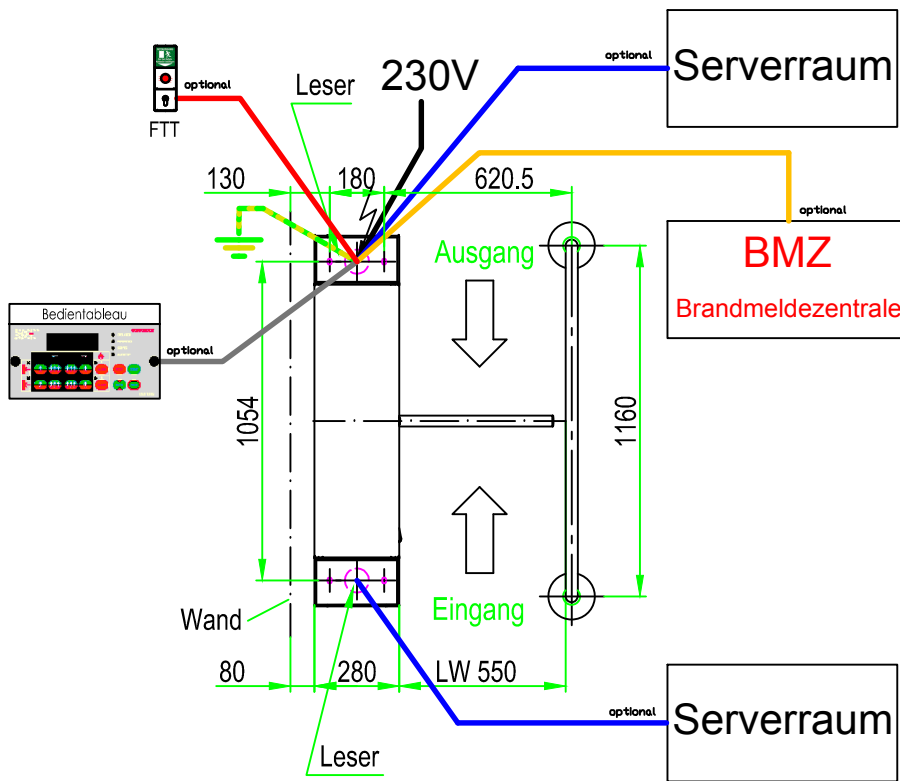 Serverraum
230V
optional
optional
Leser
FTT
130
180
620.5
optional
BMZ
Brandmeldezentrale
Ausgang
Bedientableau
optional
1054
1160
Eingang
Wand
80
280
LW 550
optional
Serverraum
Leser